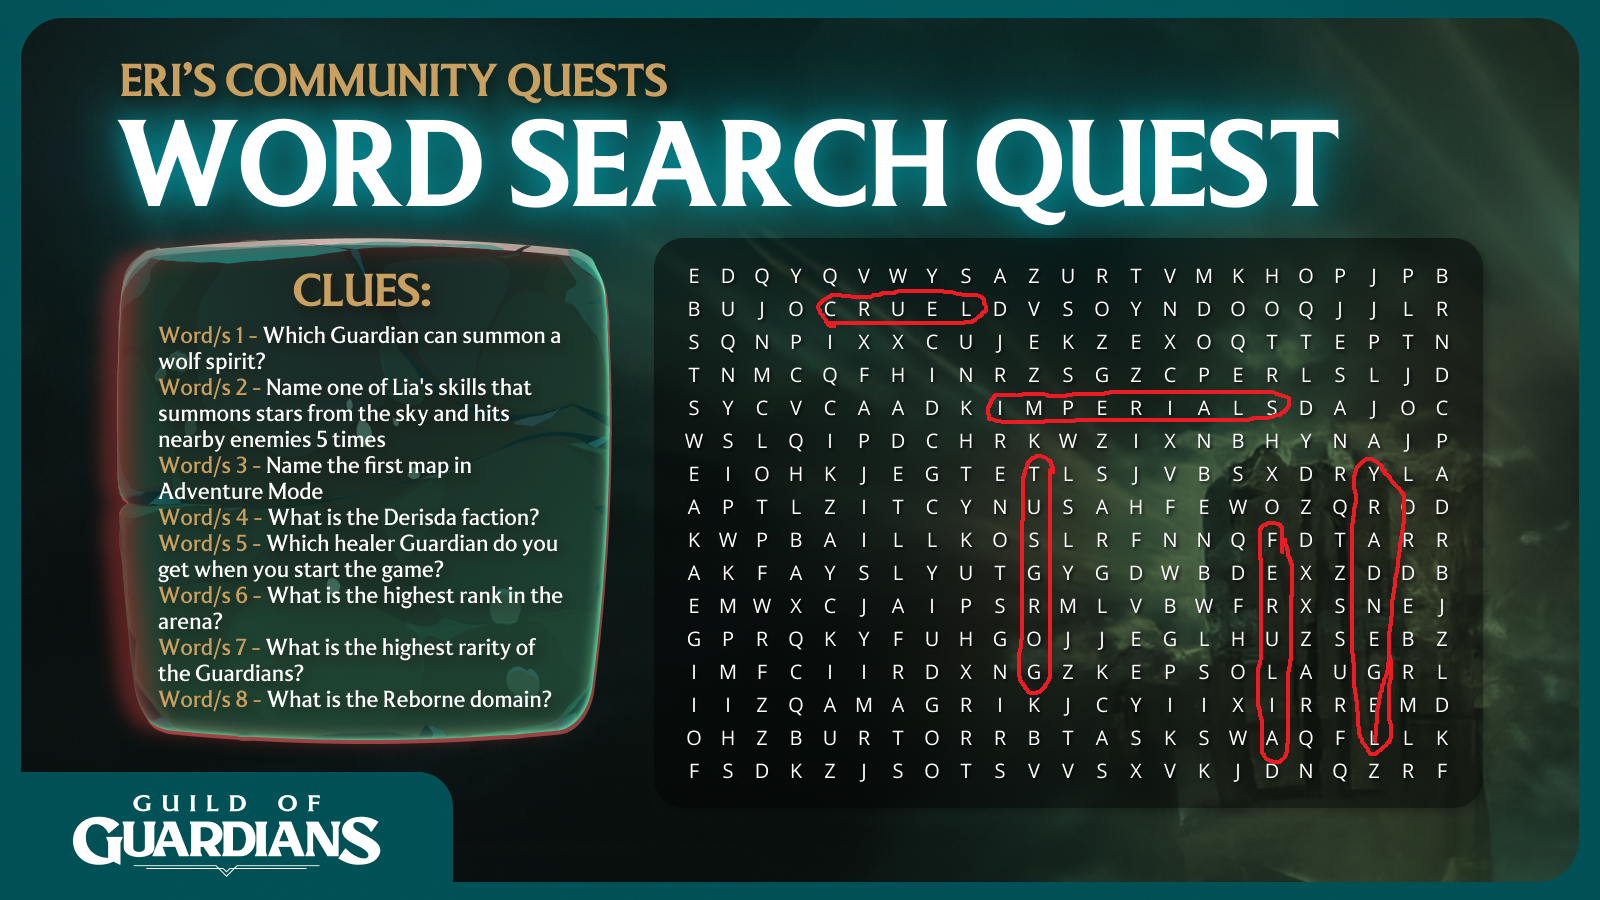 ERI'S COMMUNITY QUESTS
WORD SEARCH QUEST
CLUES:
Word/s 1 - Which Guardian can summon a
wolf spirit?
Word/s 2 - Name one of Lia's skills that
summons stars from the sky and hits
nearby enemies 5 times
Word/s 3 - Name the first map in
Adventure Mode
Word/s 4 - What is the Derisda faction?
Word/s 5 - Which healer Guardian do you
get when you start the game?
Word/s 6 - What is the highest rank in the
arena?
Word/s 7 - What is the highest rarity of
the Guardians?
Word/s 8 - What is the Reborne domain?
E D Q Y Q V W Y S A Z U R T V M K H O P J P B
B U J O C R U E L D V S O Y N D O O Q J J L R
S Q N P I X X C U J E K Z E X O Q T T E P T N
T N M C Q F H I N R Z S G Z C P E R L S L J D
S Y C V C A A D K I M P E R I A L S D A J O C
W S L Q I P D C H R K W Z I X N B H Y N A J P
E I O H K J E G T E T L S J V B S X D R Y L A
A P T L Z I T C Y N U S A H F E W O Z Q R O D
K W P B A I L L K O S L R F N N Q F D T A R R
A K F A Y S L Y U T G Y G D W B D E X Z D D B
E M W X C J A I P S R M L V B W F R X S N E J
G P R Q K Y F U H G O J J E G L H U Z S E B Z
I M F C I I R D X N G Z K E P S O L A U G R L
I I Z Q A M A G R I K J C Y I I X I R R E M D
O H Z B U R T O R R B T A S K S W A Q F L L K
F S D K Z J S O T S V V S X V K J D N Q Z R F
GUILD OF
GUARDIANS